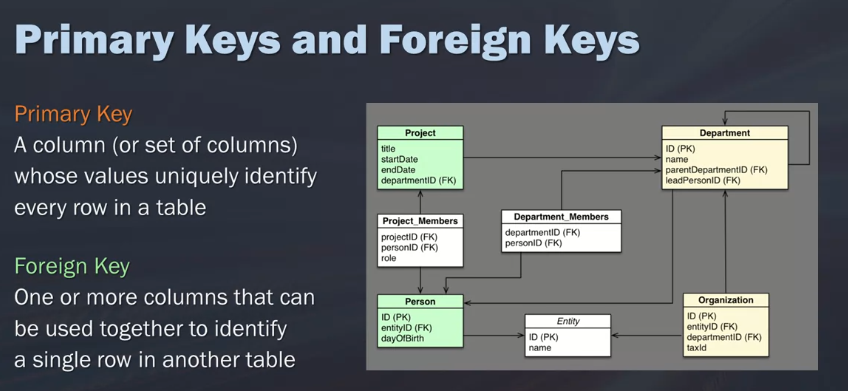 Primary Keys and Foreign Keys
Primary Key
A column (or set of columns)
whose values uniquely identify
every row in a table
Foreign Key
One or more columns that can
be used together to identify
a single row in another table
Project
title
startDate
endDate
departmentID (FK)
Department
ID (PK)
name
parentDepartmentID (FK)
leadPersonID (FK)
Project_Members
projectID (FK)
personID (FK)
role
Department_Members
departmentID (FK)
personID (FK)
Person
ID (PK)
entityID (FK)
dayOfBirth
Entity
ID (PK)
name
Organization
ID (PK)
entityID (FK)
departmentID (FK)
taxId